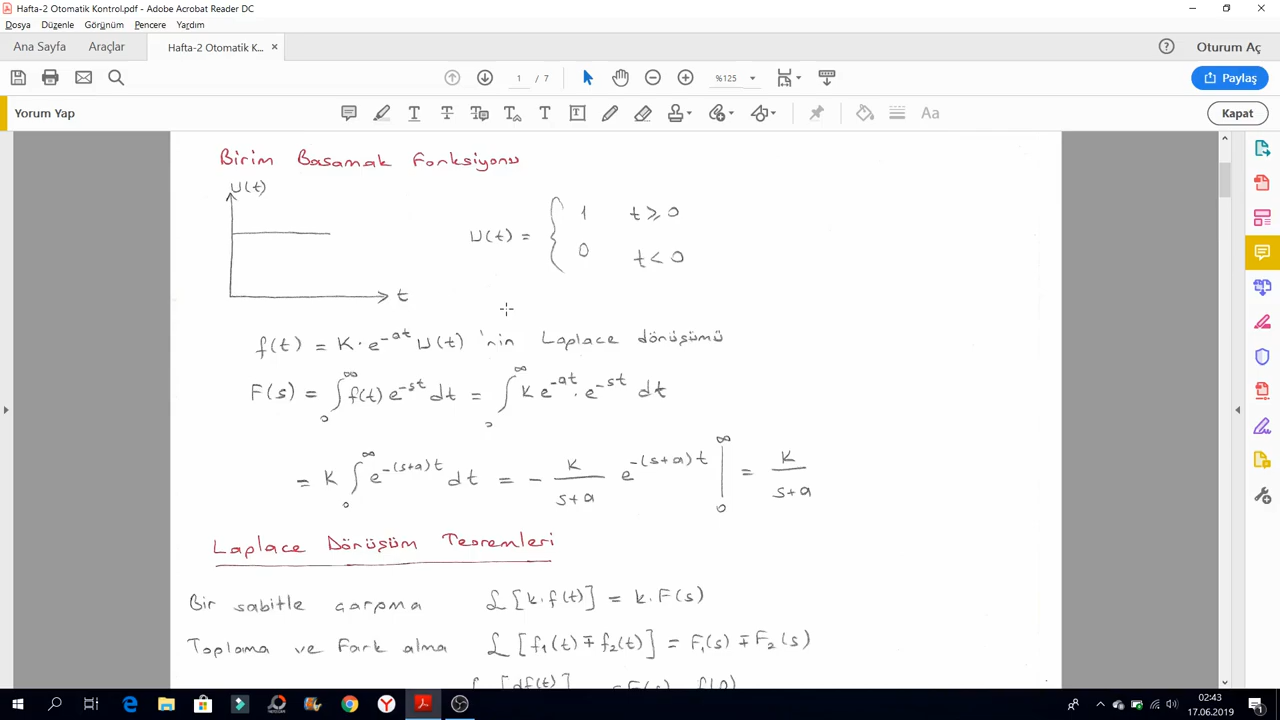 Hafta-2 Otomatik Kontrol.pdf - Adobe Acrobat Reader DC
Dosya Düzenle Görünüm Pencere Yardım
Ana Sayfa Araçlar Hafta-2 Otomatik K... × Oturum Aç
1 / 7 %125 Paylaş
Yorum Yap Aa Kapat
Birim Basamak Fonksiyonu
U(t)
U(t) = { 1 t ≥ 0
0 t < 0
t
f(t) = K · e^{-at} U(t) 'nin Laplace dönüşümü
F(s) = ∫_0^∞ f(t) e^{-st} dt = ∫_0^∞ K e^{-at} · e^{-st} dt
= K ∫_0^∞ e^{-(s+a)t} dt = - K/(s+a) e^{-(s+a)t} |_0^∞ = K/(s+a)
Laplace Dönüşüm Teoremleri
Bir sabitle çarpma ℒ[k.f(t)] = k.F(s)
Toplama ve Fark alma ℒ[f₁(t) ∓ f₂(t)] = F₁(s) ∓ F₂(s)
02:43
17.06.2019